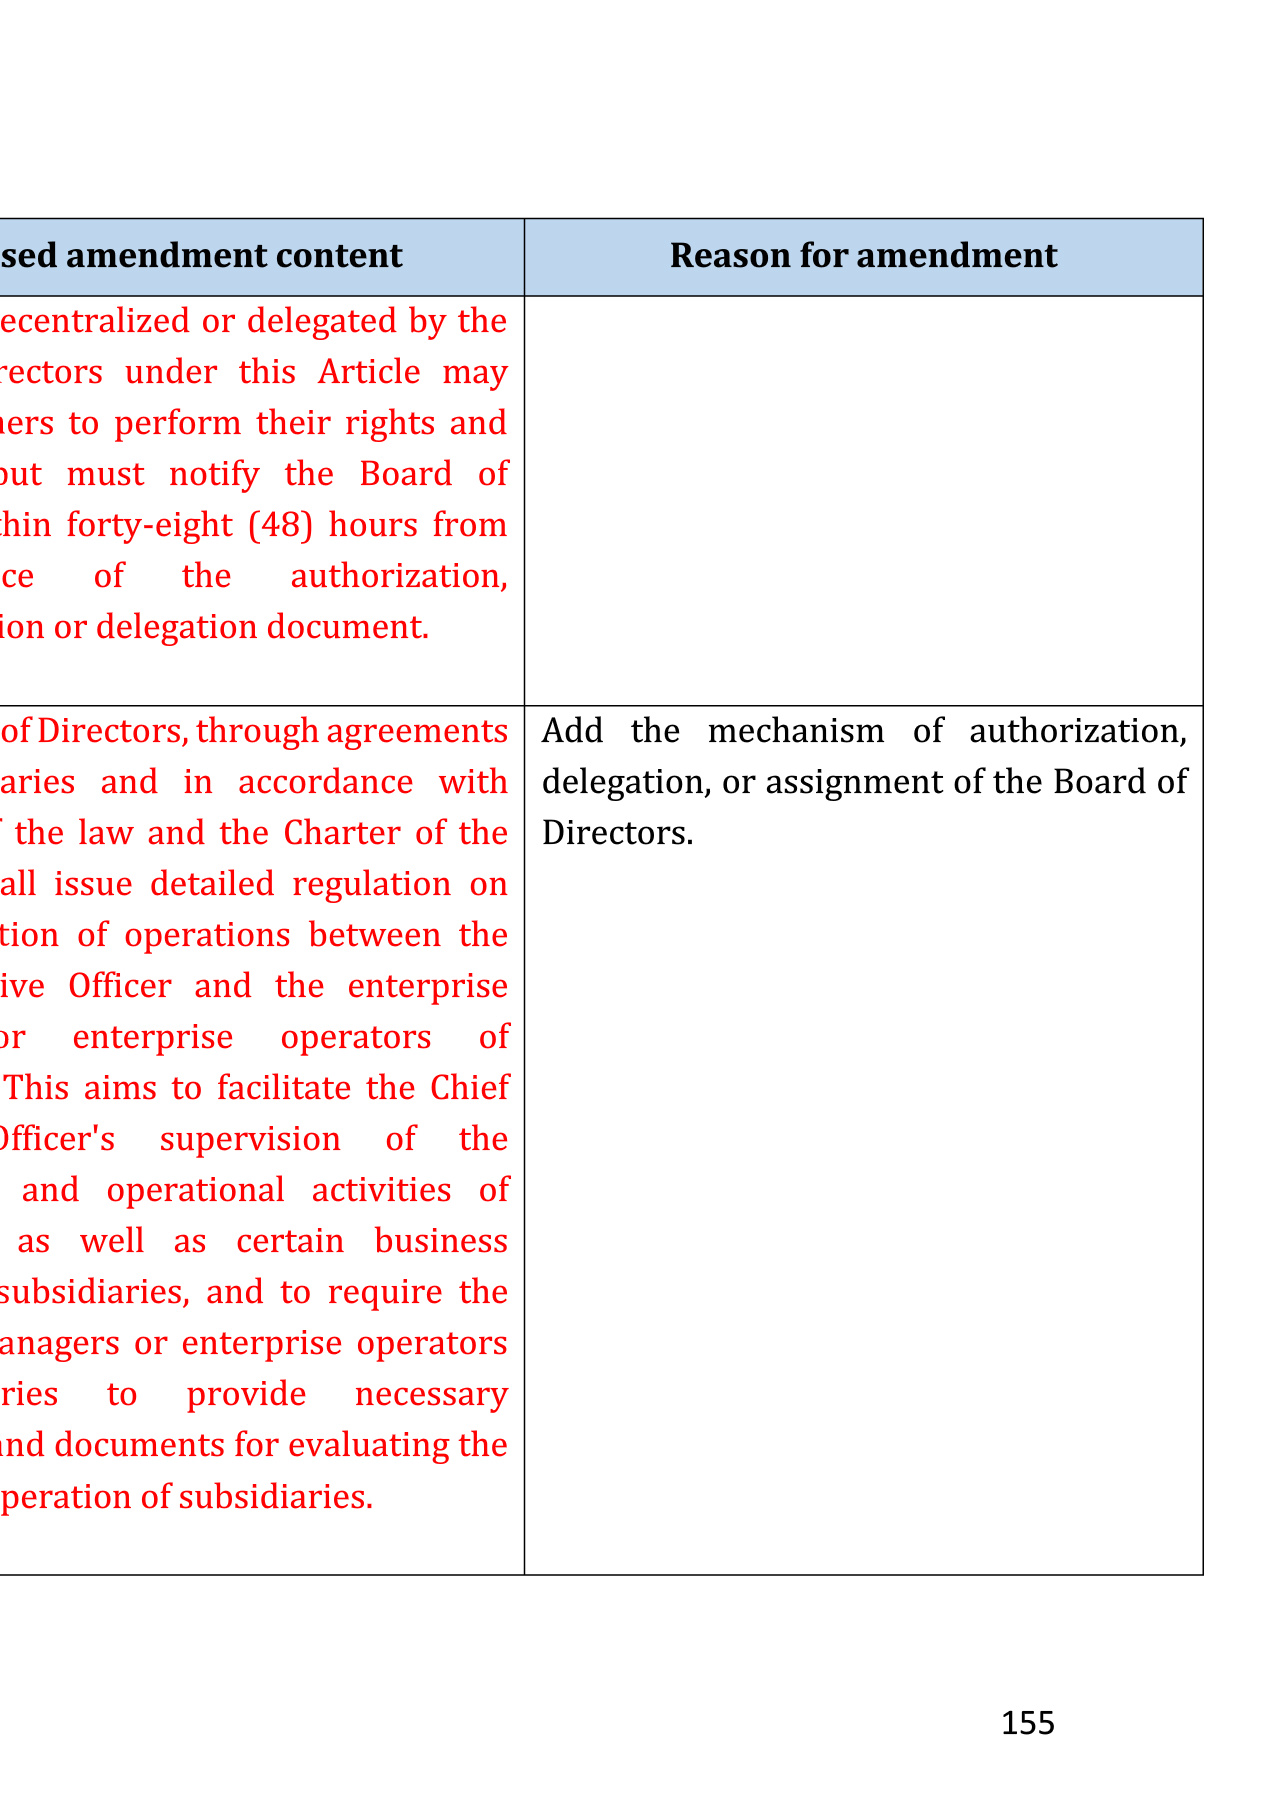 sed amendment content
Reason for amendment
ecentralized or delegated by the
rectors under this Article may
ers to perform their rights and
but must notify the Board of
thin forty-eight (48) hours from
ce of the authorization,
ion or delegation document.
of Directors, through agreements
aries and in accordance with
the law and the Charter of the
all issue detailed regulation on
tion of operations between the
ive Officer and the enterprise
or enterprise operators of
This aims to facilitate the Chief
Officer's supervision of the
and operational activities of
as well as certain business
subsidiaries, and to require the
anagers or enterprise operators
ries to provide necessary
and documents for evaluating the
peration of subsidiaries.
Add the mechanism of authorization,
delegation, or assignment of the Board of
Directors.
155